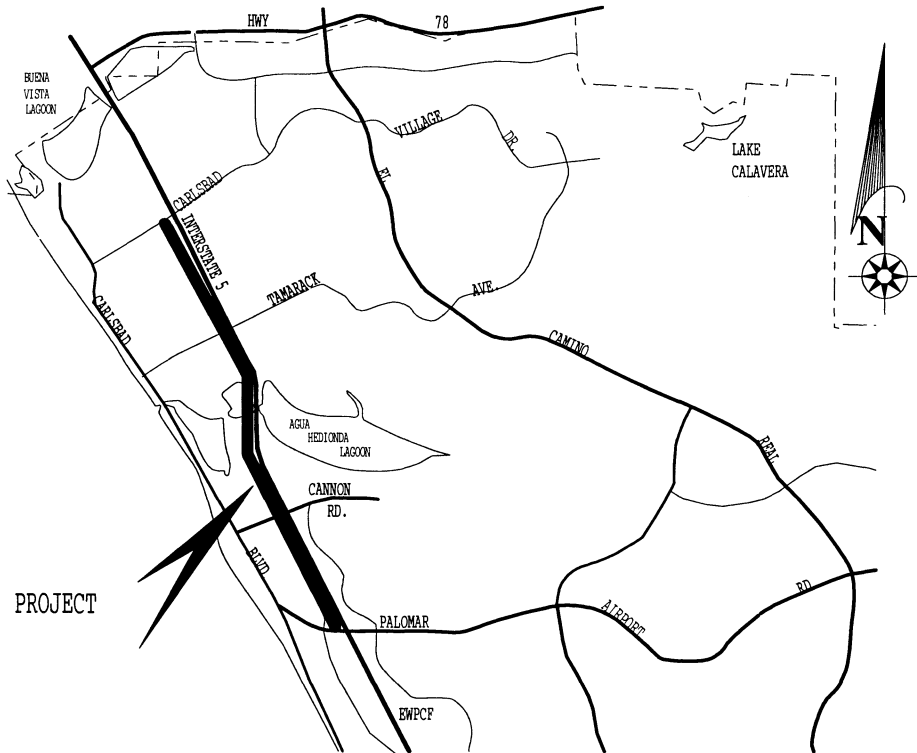 HWY 78
BUENA
VISTA
LAGOON
VILLAGE
DR.
LAKE
CALAVERA
EL
CARLSBAD
INTERSTATE 5
N
TAMARACK
AVE.
CARLSBAD
CAMINO
AGUA
HEDIONDA
LAGOON
REAL
CANNON
RD.
BLVD
PROJECT
PALOMAR
AIRPORT
RD
EWPCF